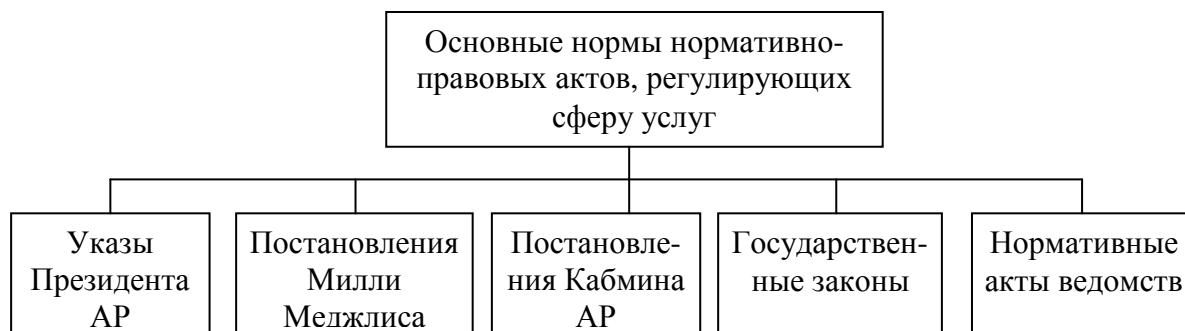 Основные нормы нормативно-
правовых актов, регулирующих
сферу услуг
Указы
Президента
АР
Постановления
Милли
Меджлиса
Постановле-
ния Кабмина
АР
Государствен-
ные законы
Нормативные
акты ведомств